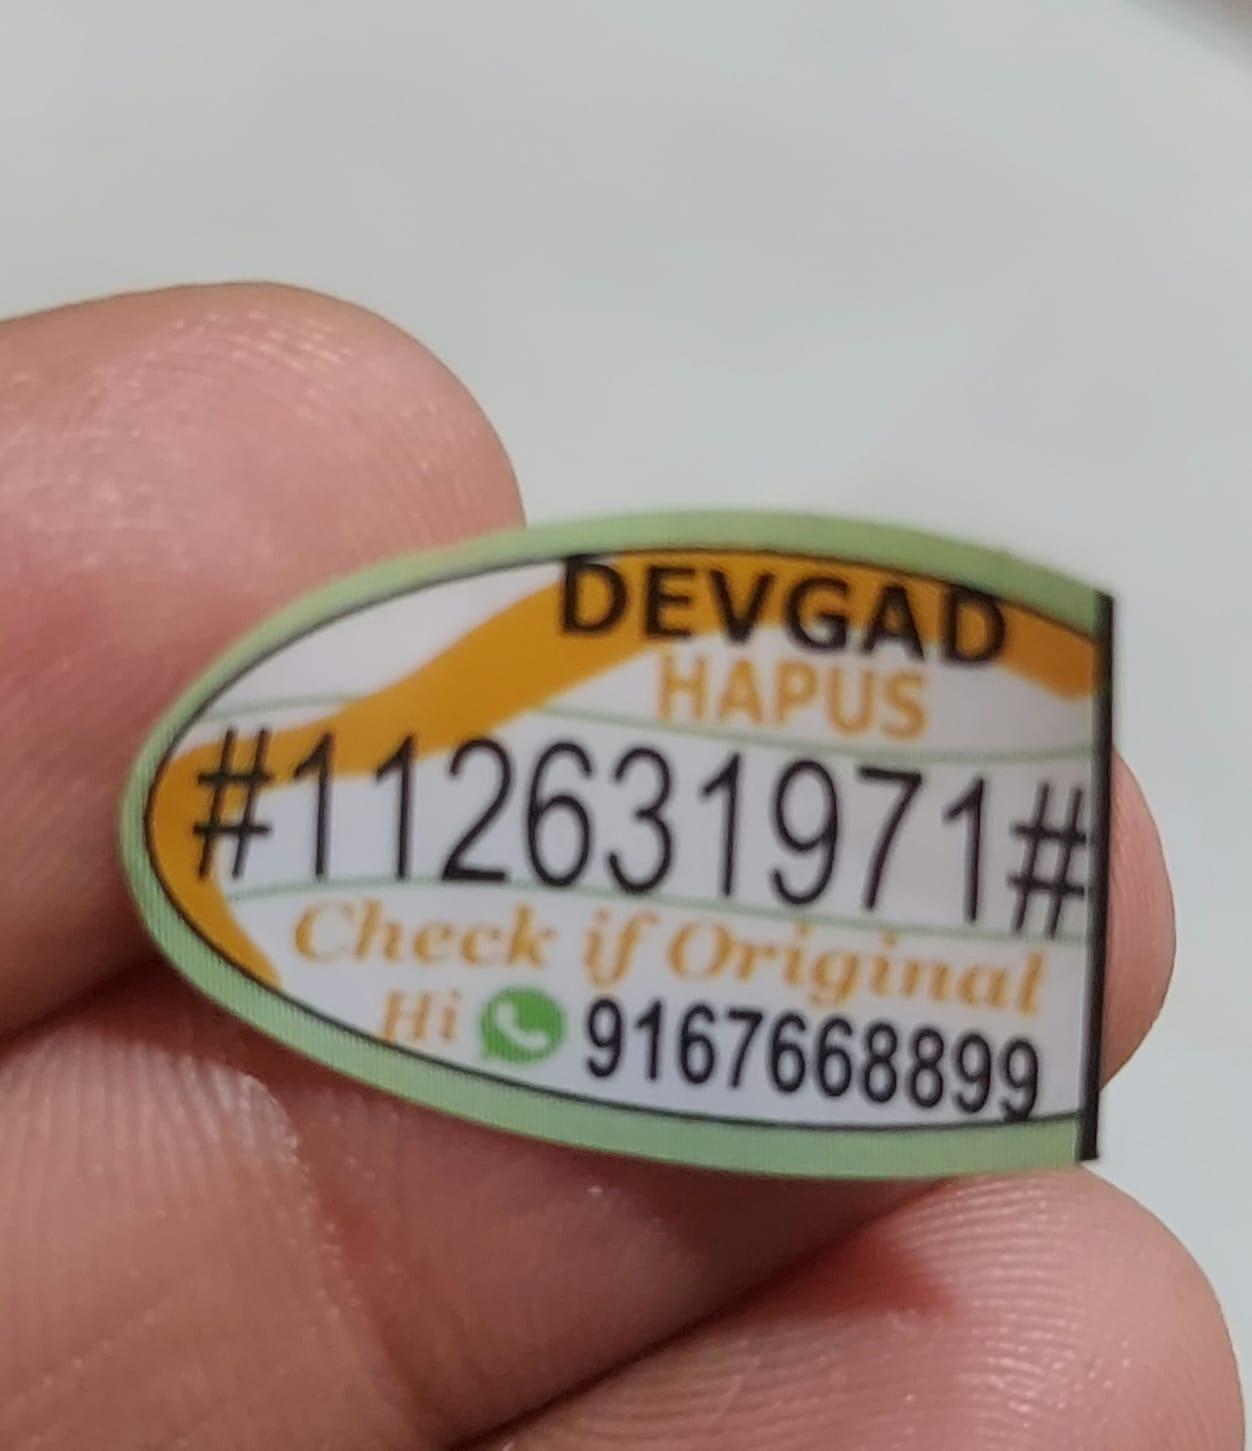 DEVGAD
HAPUS
#112631971#
Check if Original
Hi 9167668899